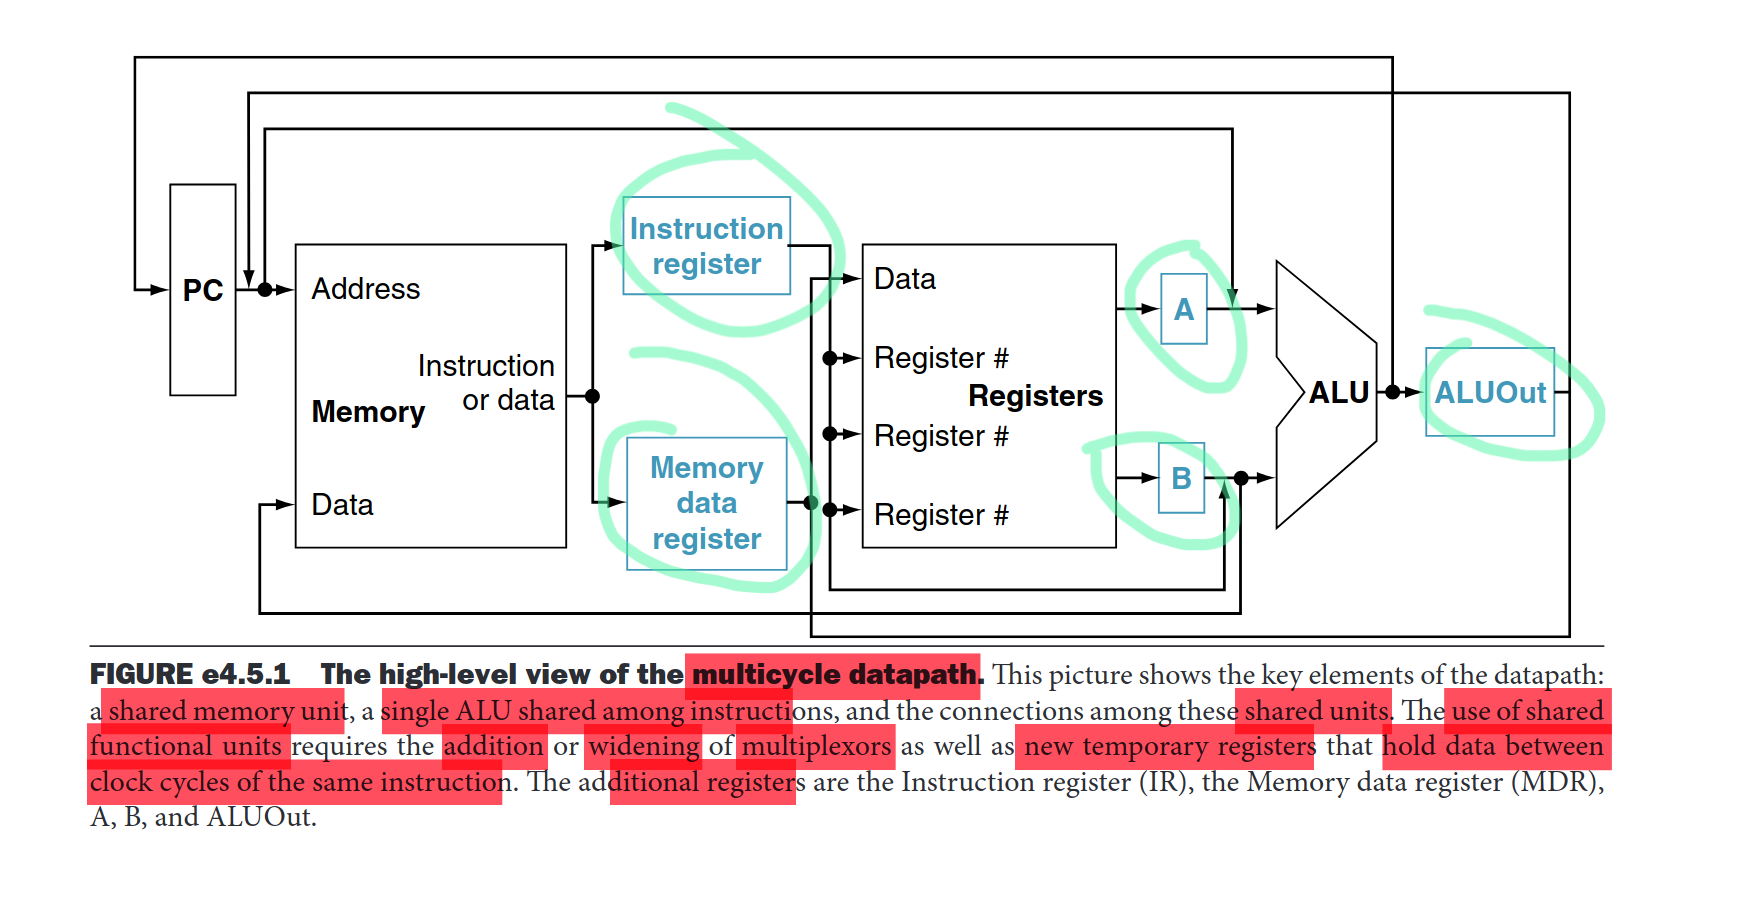 Instruction
register
PC
Address
Data
A
Instruction
or data
Register #
Memory
Registers
ALU
ALUOut
Register #
Memory
data
register
B
Data
Register #
FIGURE e4.5.1 The high-level view of the multicycle datapath. This picture shows the key elements of the datapath:
a shared memory unit, a single ALU shared among instructions, and the connections among these shared units. The use of shared
functional units requires the addition or widening of multiplexors as well as new temporary registers that hold data between
clock cycles of the same instruction. The additional registers are the Instruction register (IR), the Memory data register (MDR),
A, B, and ALUOut.